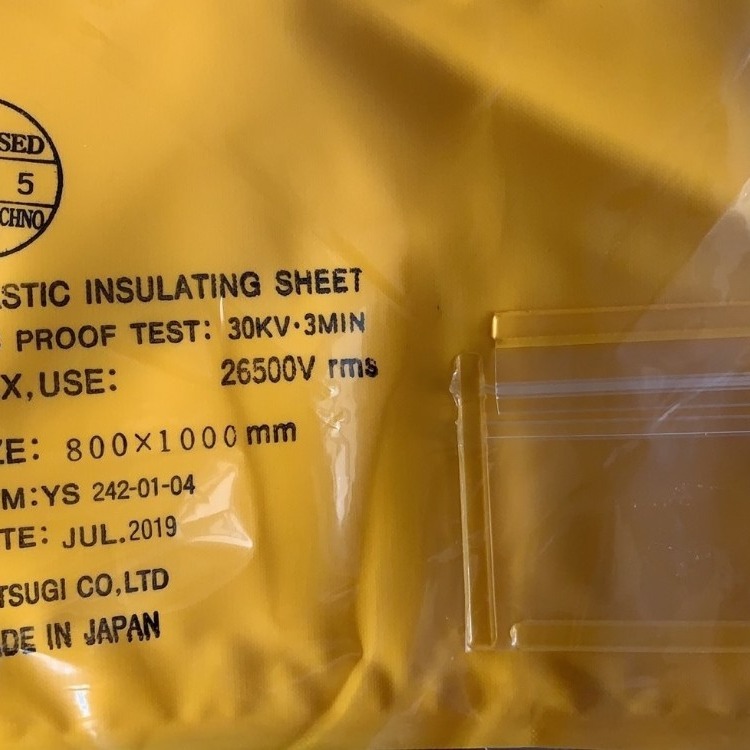 SED
5
CHNO
STIC INSULATING SHEET
PROOF TEST: 30KV·3MIN
X, USE:   26500V rms
ZE: 800×1000mm
M:YS 242-01-04
TE: JUL.2019
TSUGI CO,LTD
DE IN JAPAN